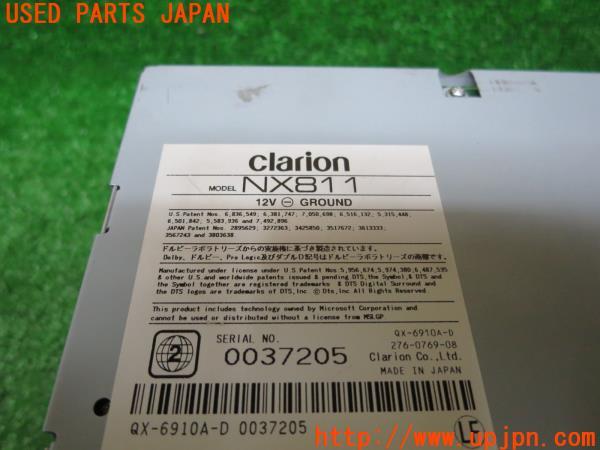 USED PARTS JAPAN
clarion
MODEL NX811
12V ⊖ GROUND
U.S.Patent Nos. 6,836,549; 6,381,747; 7,050,698; 6,516,132; 5,315,448;
6,501,842; 5,583,936 and 7,492,896
JAPAN Patent Nos. 2895629; 3272363; 3425850; 3517672; 3613333;
3567243 and 3803638.
ドルビーラボラトリーズからの実施権に基づき製造されています。
Dolby、ドルビー、Pro Logic及びダブルD記号はドルビーラボラトリーズの商標です。
Manufactured under license under U.S.Patent Nos: 5,956,674; 5,974,380; 6,487,535
& other U.S.and worldwide patents issued & pending.DTS,the Symbol,& DTS and
the Symbol together are registered trademarks & DTS Digital Surround and
the DTS logos are trademarks of DTS,Inc. © Dts,Inc All Rights Reserved.
This product includes technology owned by Microsoft Corporation and
cannot be used or distributed without a license from MSLGP
2
SERIAL NO.
0037205
QX-6910A-D
276-0769-08
Clarion Co.,Ltd.
MADE IN JAPAN
QX-6910A-D 0037205
LF
© www.upjpn.com